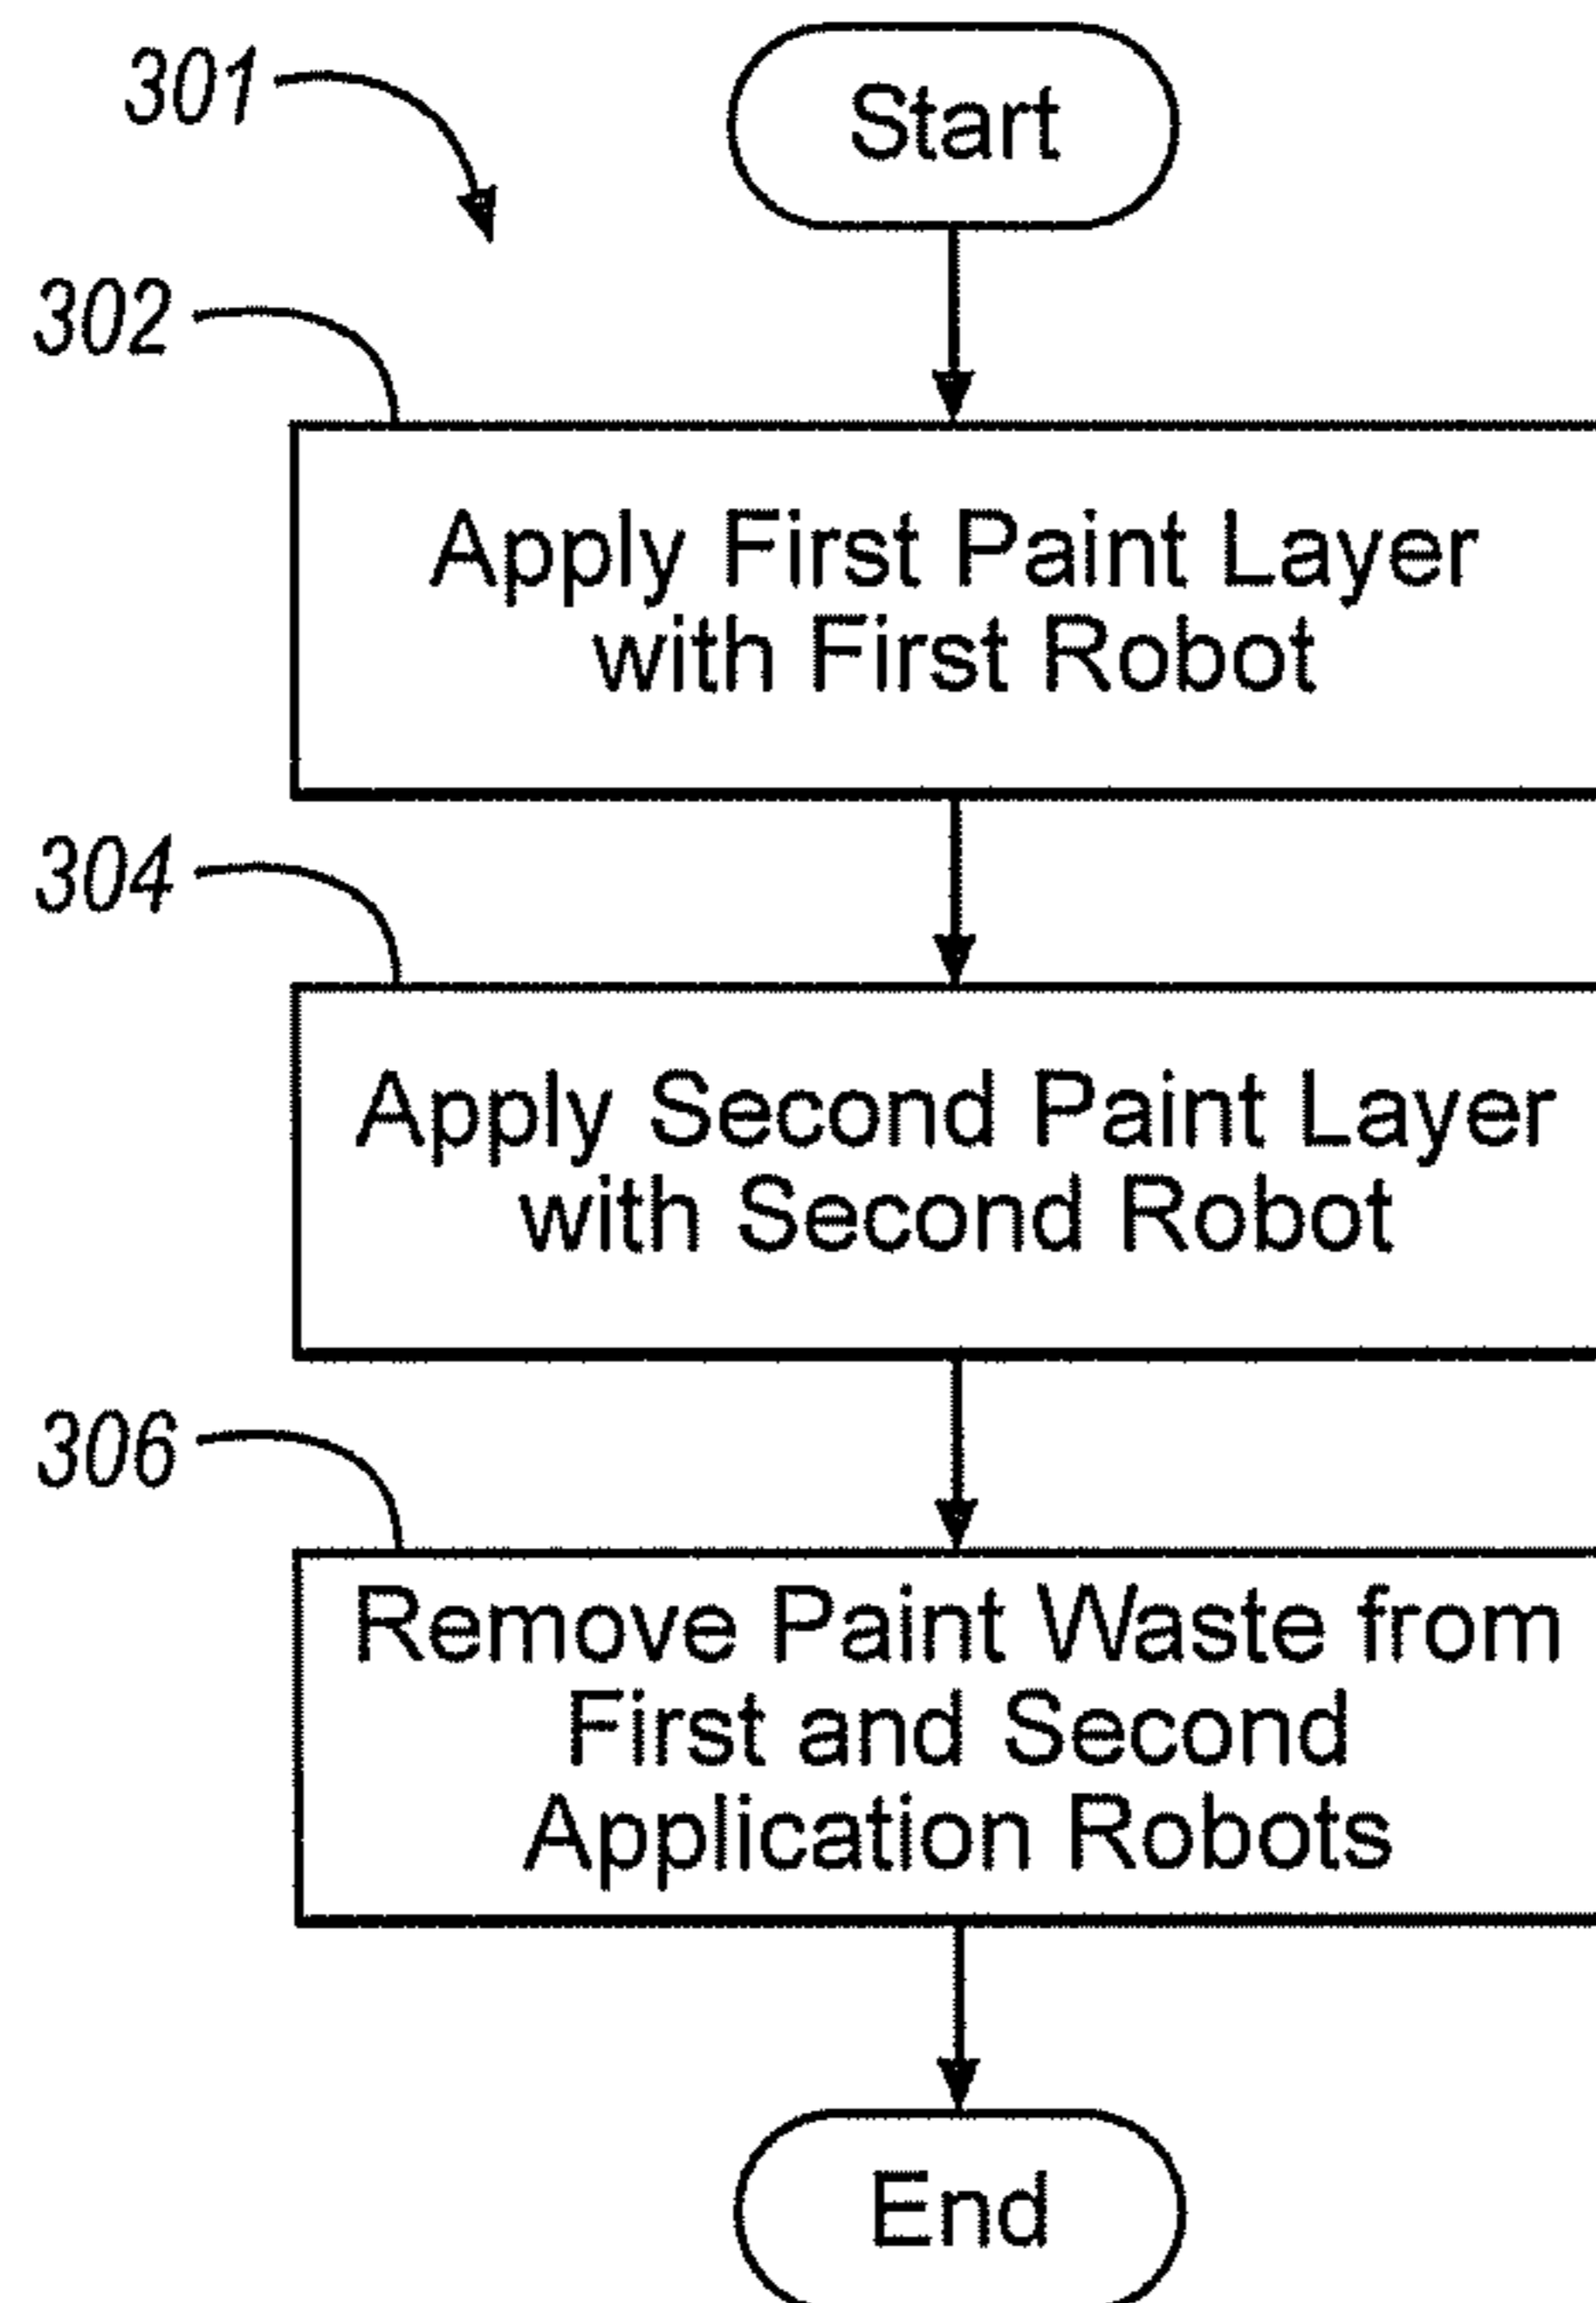 301
Start
302
Apply First Paint Layer
with First Robot
304
Apply Second Paint Layer
with Second Robot
306
Remove Paint Waste from
First and Second
Application Robots
End